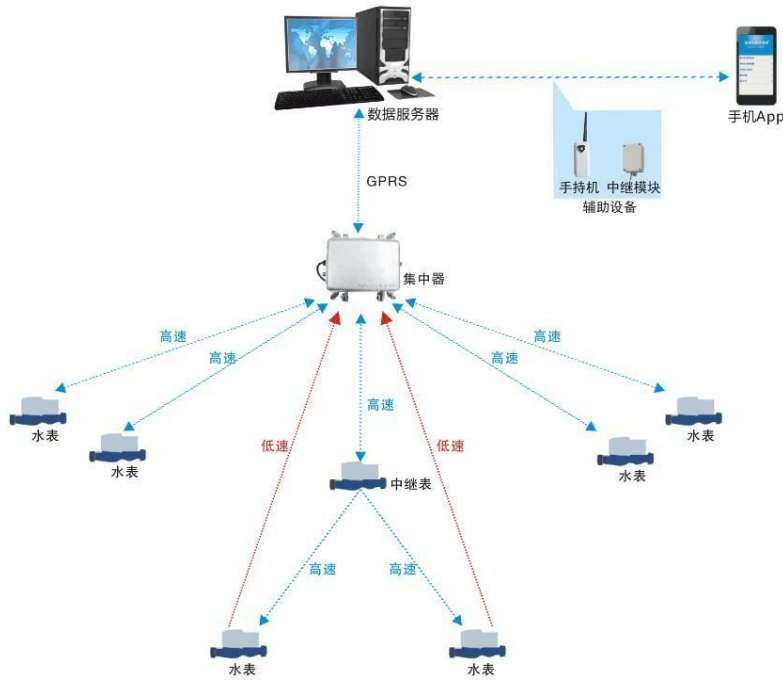 数据服务器
手机App
手持机
中继模块
辅助设备
GPRS
集中器
高速
高速
高速
高速
高速
低速
低速
水表
水表
中继表
水表
水表
高速
高速
水表
水表